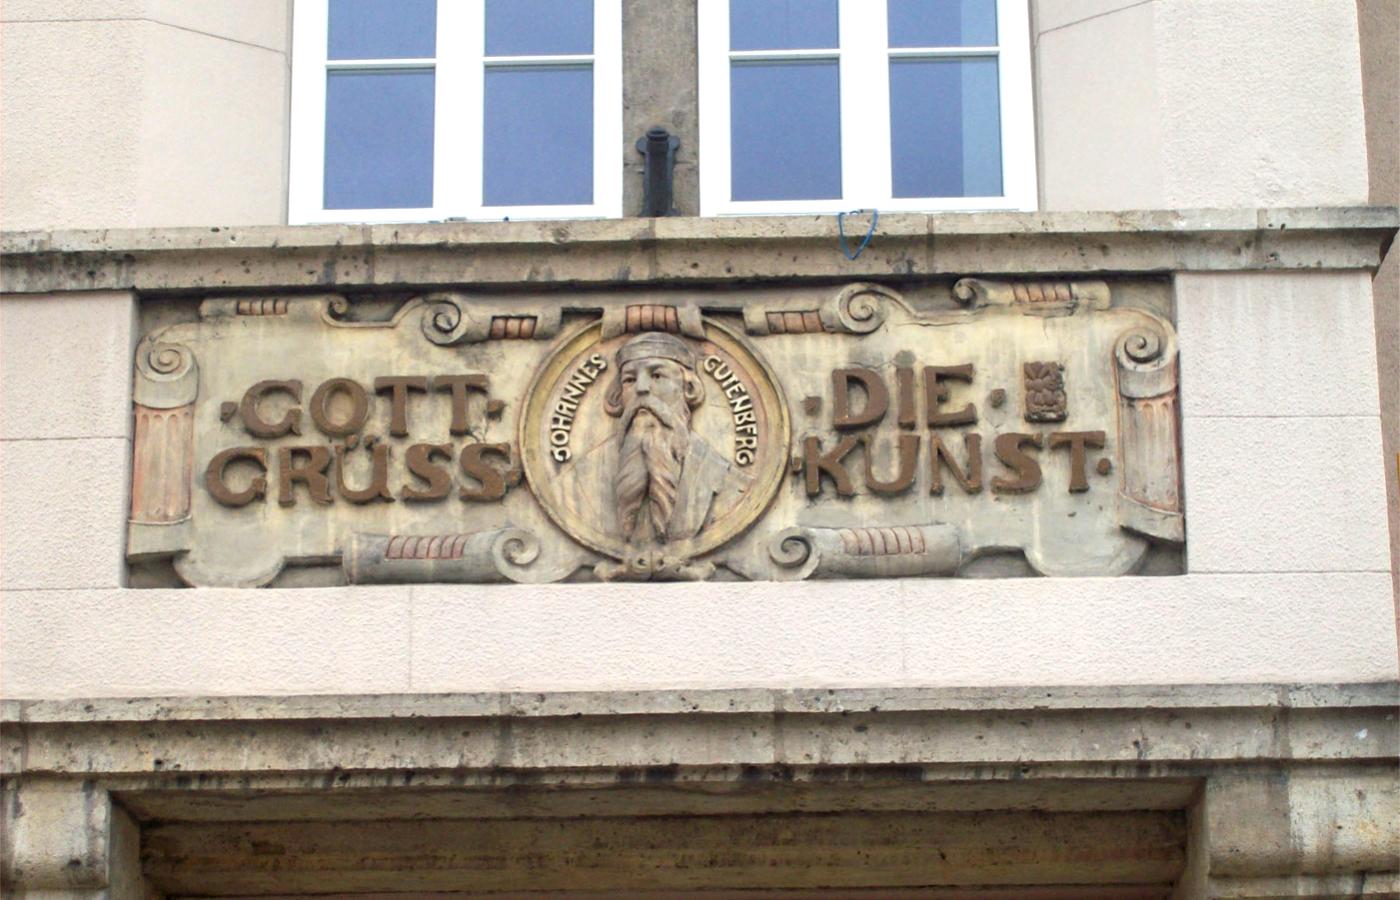 ·GOTT·
GRÜSS·
JOHANNES GUTENBERG
·DIE·
·KUNST·